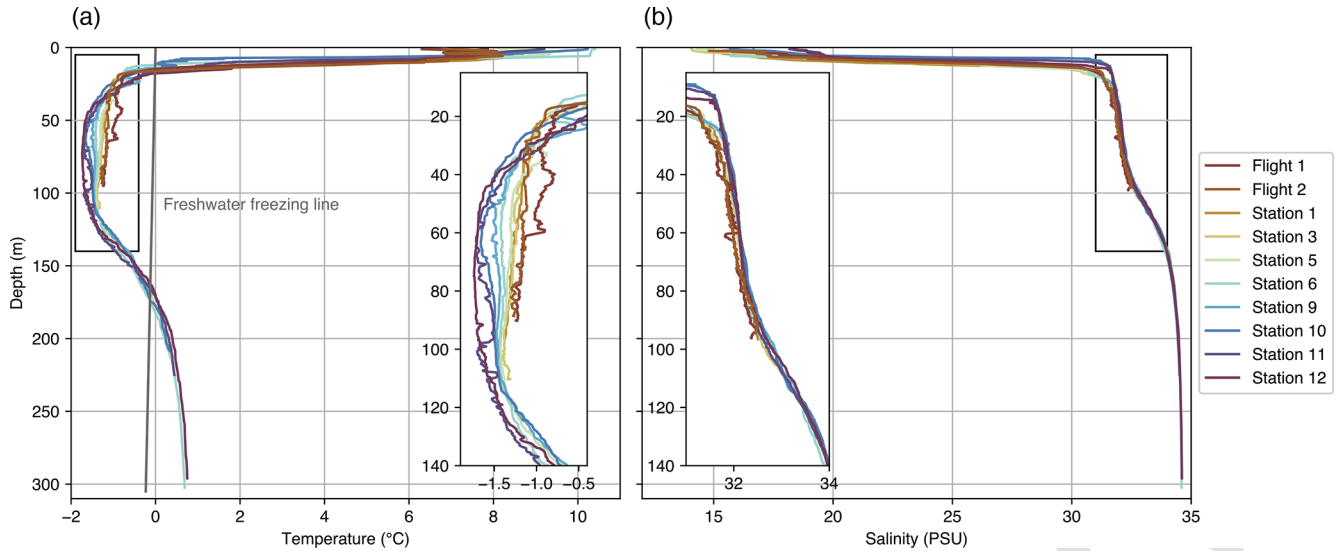 (a)
(b)
0
50
100
150
200
250
300
Depth (m)
−2
0
2
4
6
8
10
Temperature (°C)
Freshwater freezing line
20
40
60
80
100
120
140
−1.5
−1.0
−0.5
20
40
60
80
100
120
140
32
34
15
20
25
30
35
Salinity (PSU)
Flight 1
Flight 2
Station 1
Station 3
Station 5
Station 6
Station 9
Station 10
Station 11
Station 12